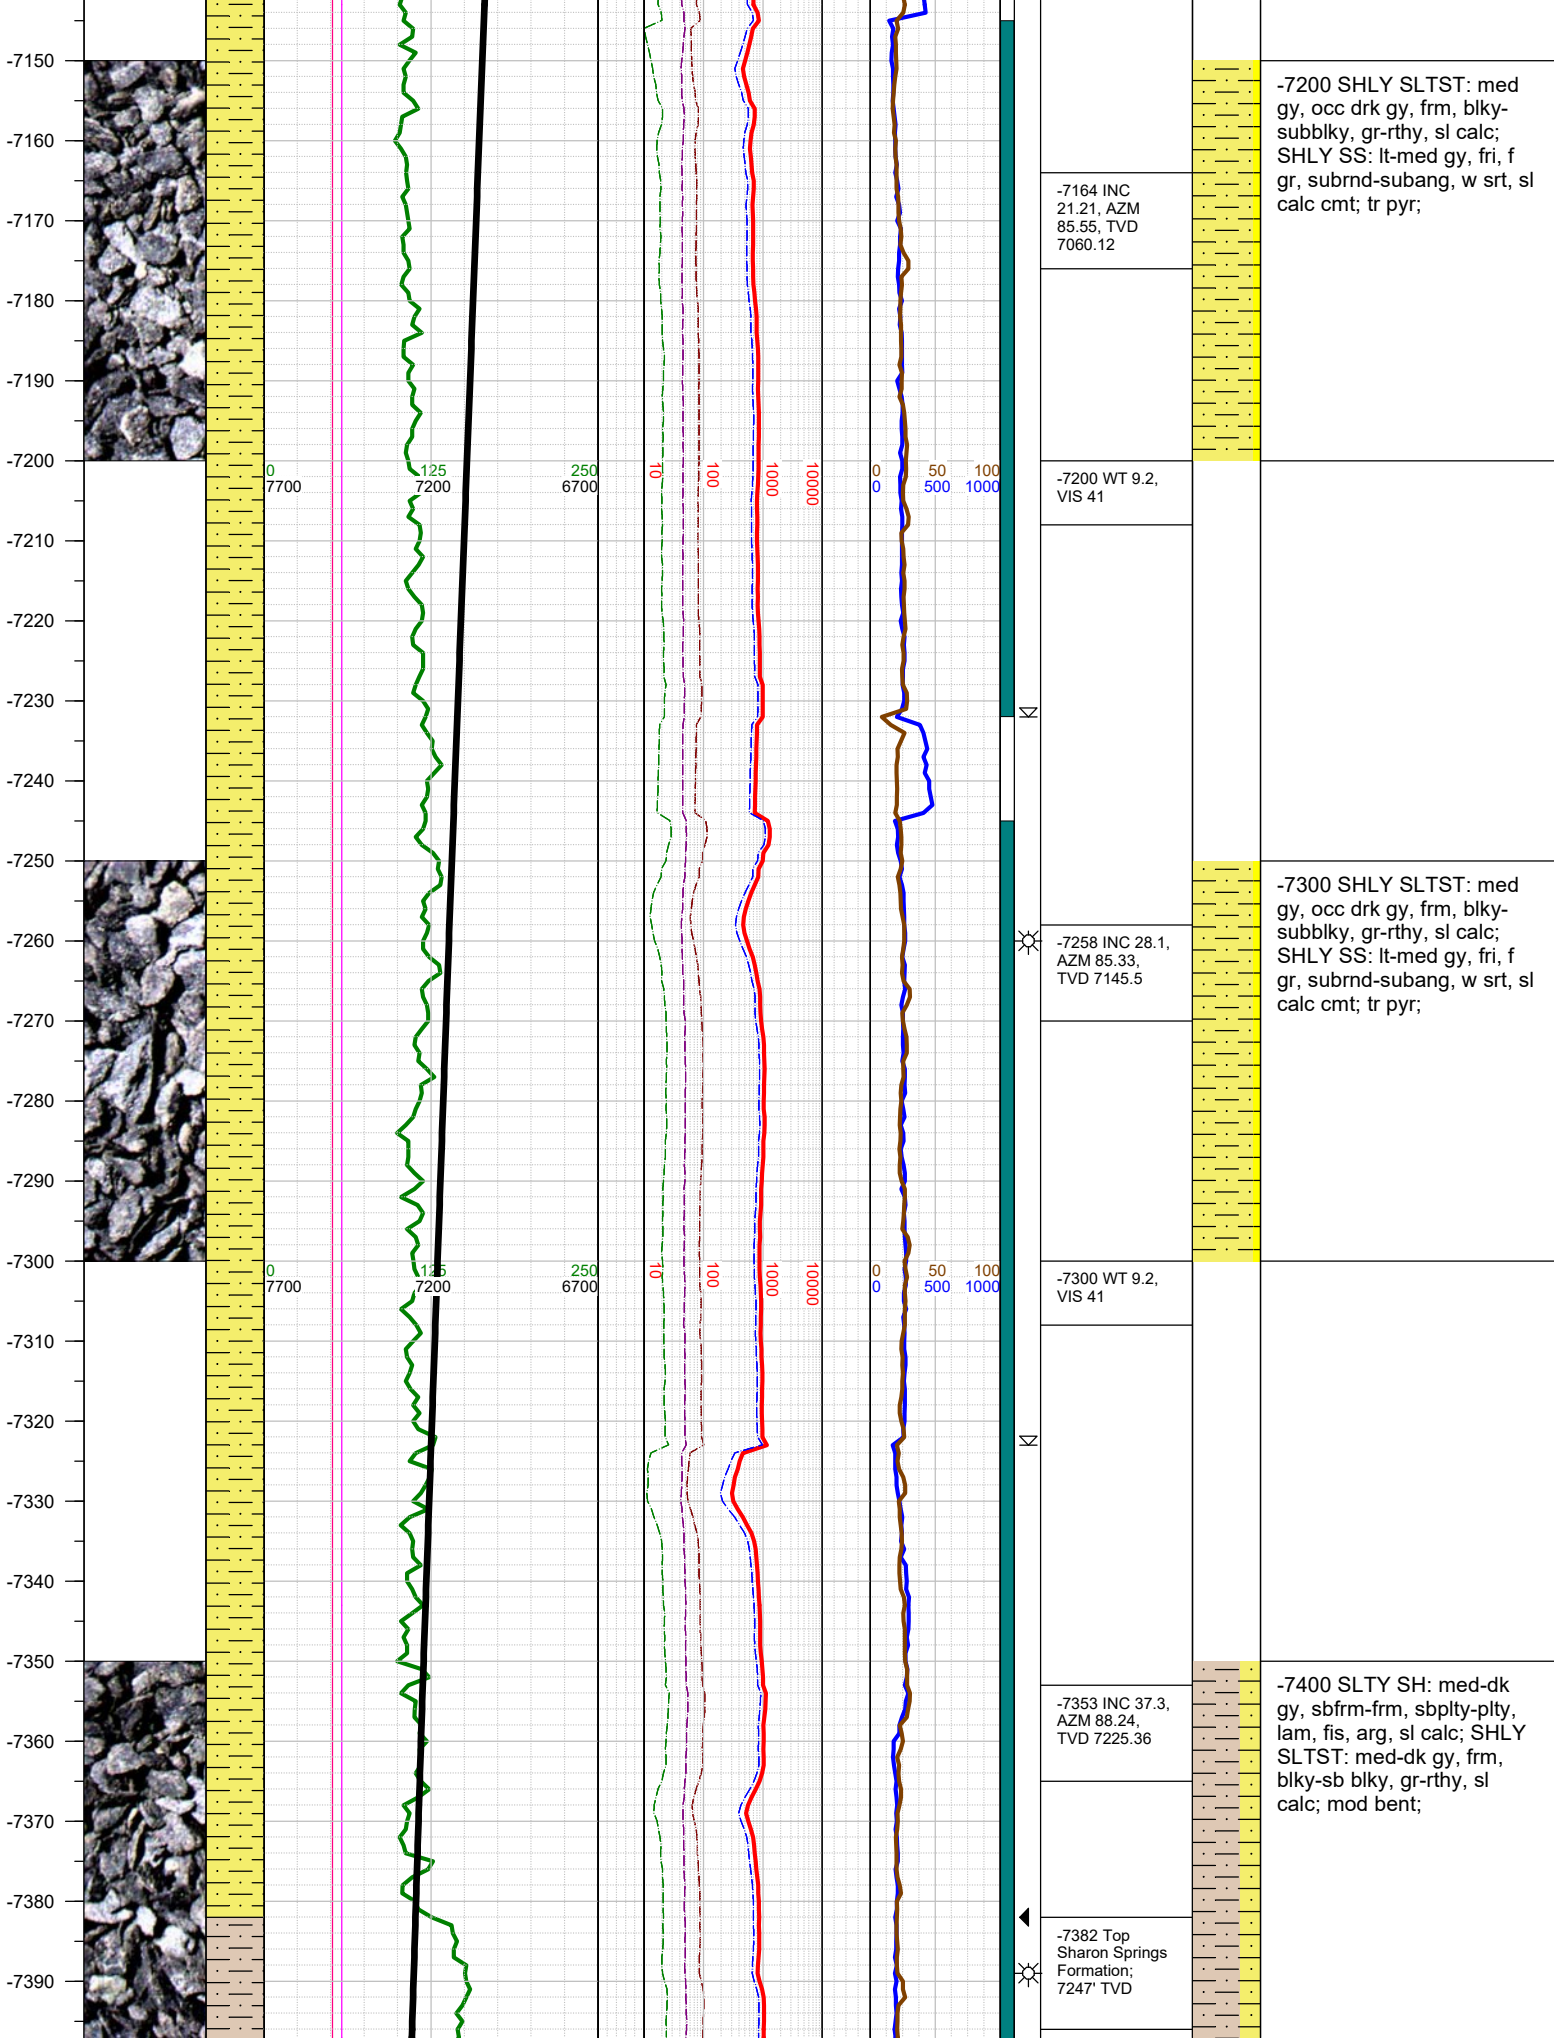 -7150
-7160
-7170
-7180
-7190
-7200
-7210
-7220
-7230
-7240
-7250
-7260
-7270
-7280
-7290
-7300
-7310
-7320
-7330
-7340
-7350
-7360
-7370
-7380
-7390
0 125 250
7700 7200 6700
10 100 1000 10000
0 50 100
0 500 1000
0 125 250
7700 7200 6700
10 100 1000 10000
0 50 100
0 500 1000
-7164 INC
21.21, AZM
85.55, TVD
7060.12
-7200 WT 9.2,
VIS 41
-7258 INC 28.1,
AZM 85.33,
TVD 7145.5
-7300 WT 9.2,
VIS 41
-7353 INC 37.3,
AZM 88.24,
TVD 7225.36
-7382 Top
Sharon Springs
Formation;
7247' TVD
-7200 SHLY SLTST: med
gy, occ drk gy, frm, blky-
subblky, gr-rthy, sl calc;
SHLY SS: lt-med gy, fri, f
gr, subrnd-subang, w srt, sl
calc cmt; tr pyr;
-7300 SHLY SLTST: med
gy, occ drk gy, frm, blky-
subblky, gr-rthy, sl calc;
SHLY SS: lt-med gy, fri, f
gr, subrnd-subang, w srt, sl
calc cmt; tr pyr;
-7400 SLTY SH: med-dk
gy, sbfrm-frm, sbplty-plty,
lam, fis, arg, sl calc; SHLY
SLTST: med-dk gy, frm,
blky-sb blky, gr-rthy, sl
calc; mod bent;